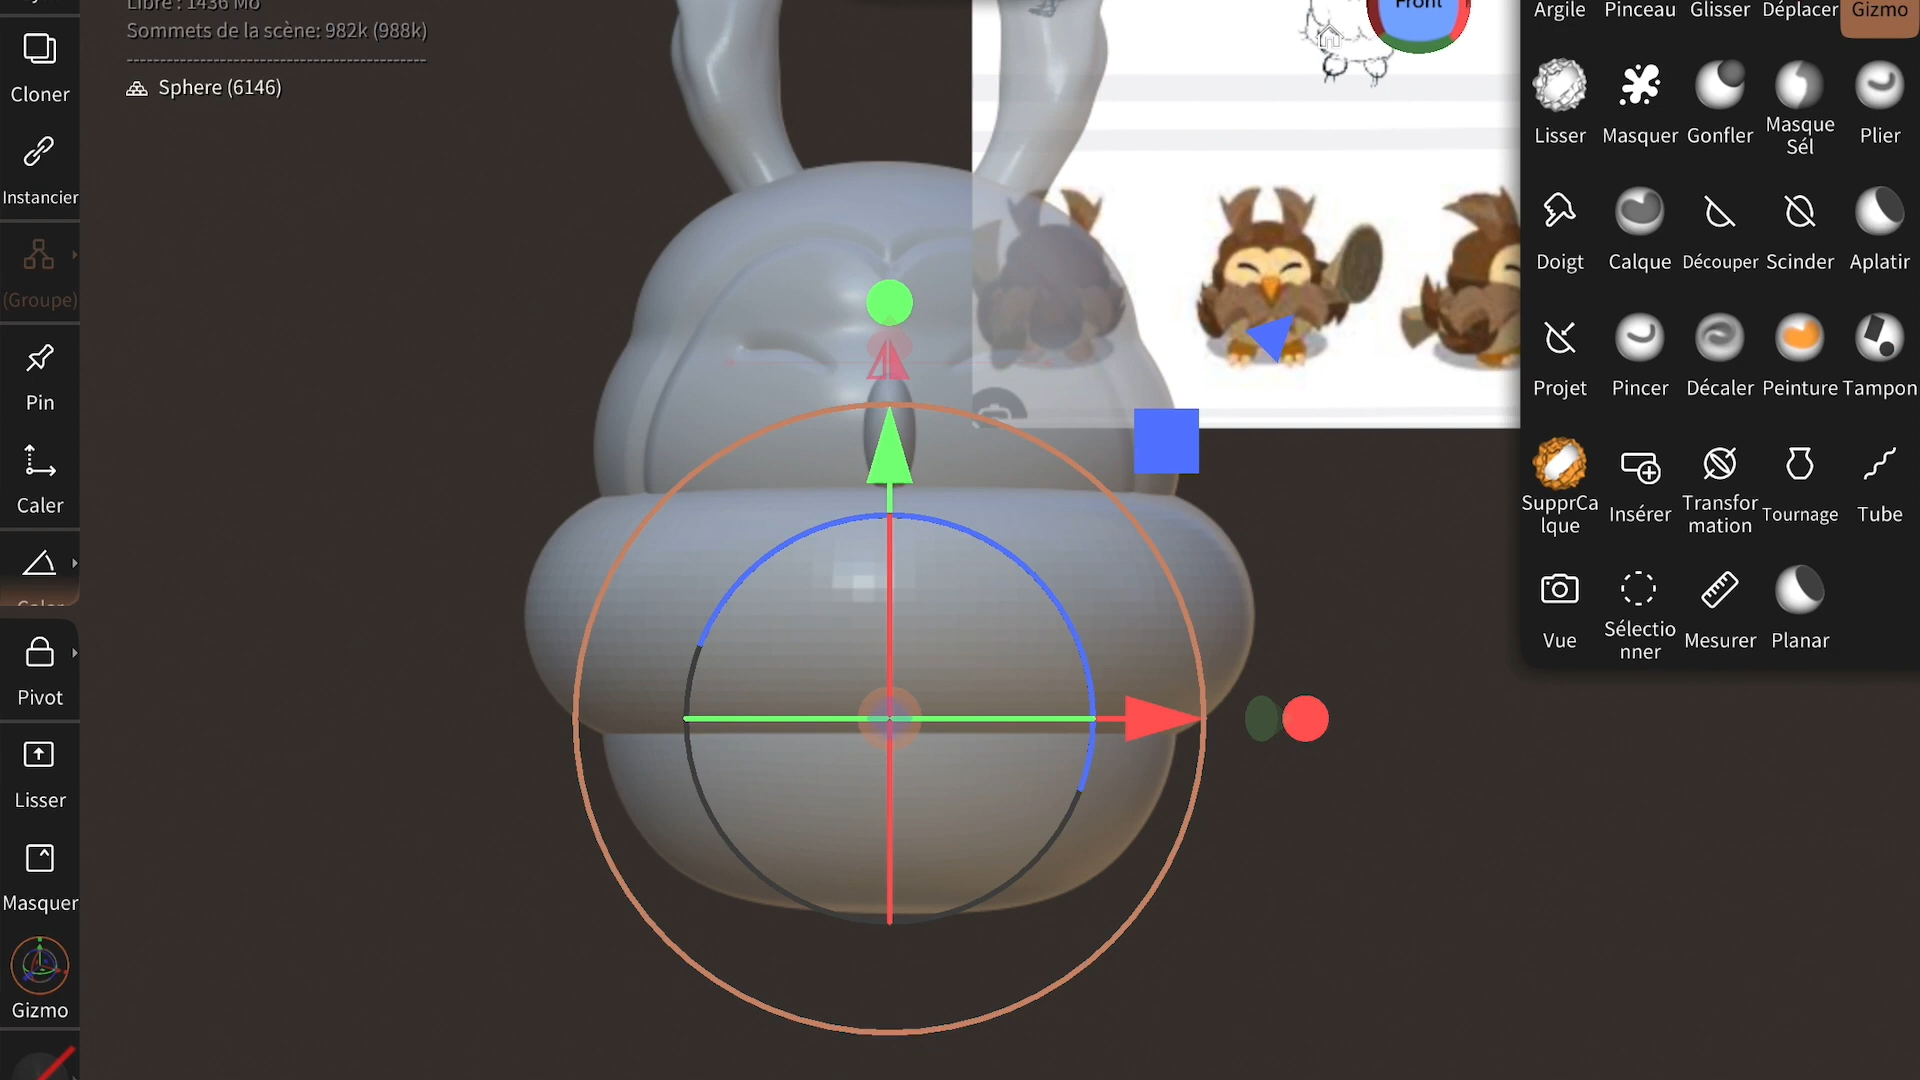 Libre : 1436 Mo
Sommets de la scène: 982k (988k)
Sphere (6146)
Cloner
Instancier
(Groupe)
Pin
Caler
Caler
Pivot
Lisser
Masquer
Gizmo
Front
Argile Pinceau Glisser Déplacer Gizmo
Lisser Masquer Gonfler Masque Sél Plier
Doigt Calque Découper Scinder Aplatir
Projet Pincer Décaler Peinture Tampon
SupprCa
lque
Insérer
Transfor
mation
Tournage
Tube
Vue
Sélectio
nner
Mesurer
Planar